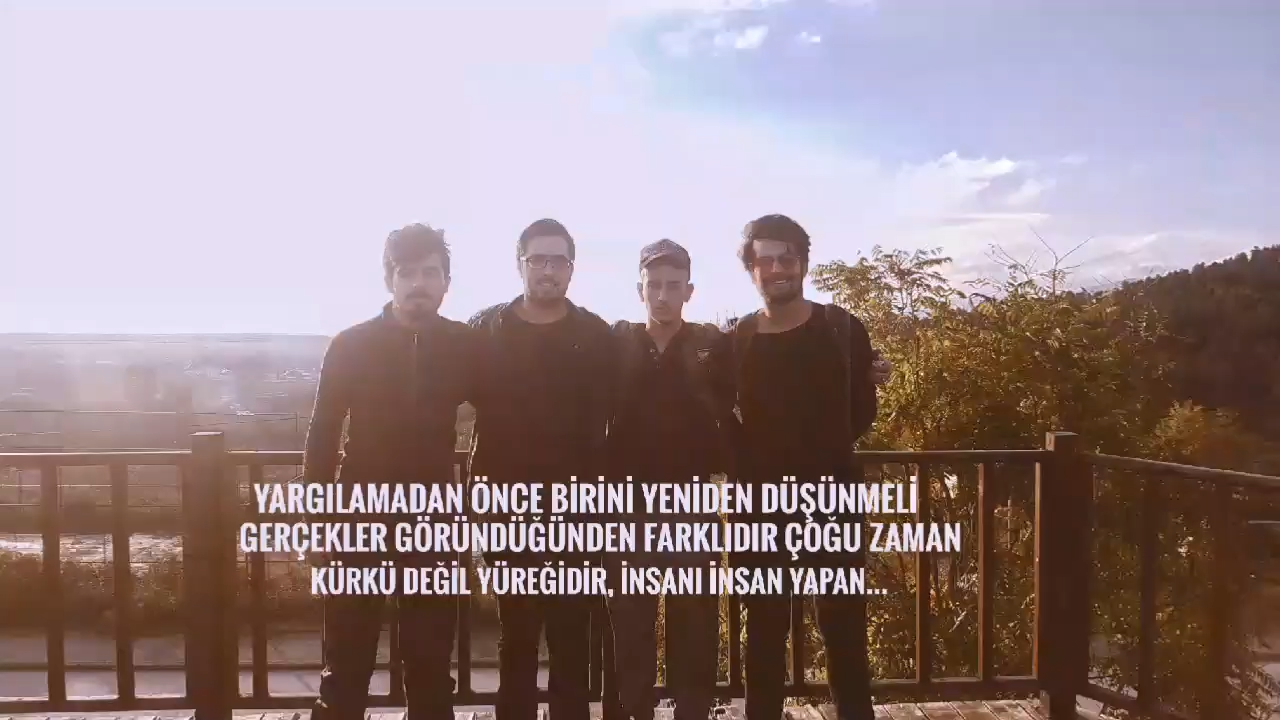 YARGILAMADAN ÖNCE BİRİNİ YENİDEN DÜŞÜNMELİ
GERÇEKLER GÖRÜNDÜĞÜNDEN FARKLIDIR ÇOĞU ZAMAN
KÜRKÜ DEĞİL YÜREĞİDİR, İNSANI İNSAN YAPAN...